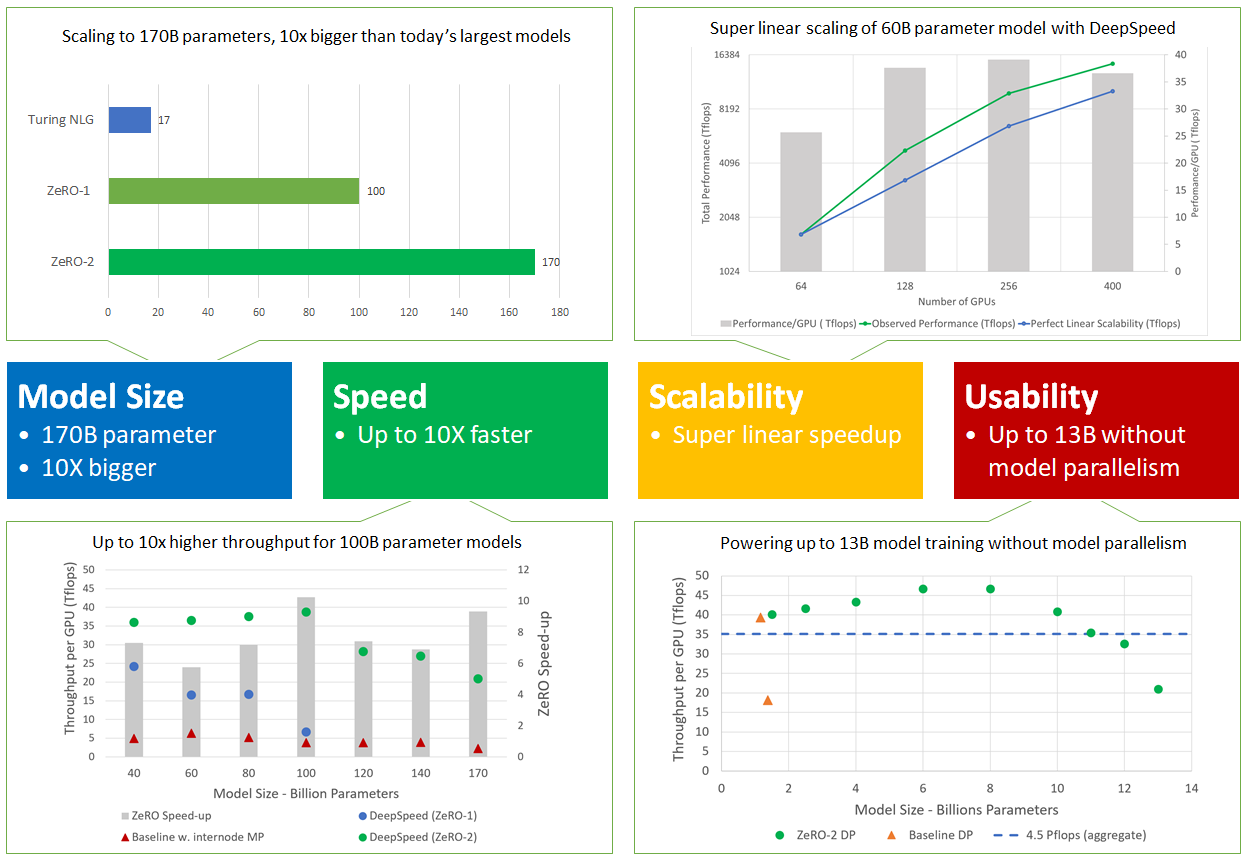 Scaling to 170B parameters, 10x bigger than today's largest models
Turing NLG
17
ZeRO-1
100
ZeRO-2
170
0 20 40 60 80 100 120 140 160 180
Super linear scaling of 60B parameter model with DeepSpeed
Total Performance (Tflops)
16384
8192
4096
2048
1024
40
35
30
25
20
15
10
5
0
Perfomance/GPU ( Tflops)
64 128 256 400
Number of GPUs
Performance/GPU ( Tflops) Observed Performance (Tflops) Perfect Linear Scalability (Tflops)
Model Size
• 170B parameter
• 10X bigger
Speed
• Up to 10X faster
Scalability
• Super linear speedup
Usability
• Up to 13B without
model parallelism
Up to 10x higher throughput for 100B parameter models
Throughput per GPU (Tflops)
50
45
40
35
30
25
20
15
10
5
0
12
10
8
6
4
2
0
ZeRO Speed-up
40 60 80 100 120 140 170
Model Size - Billion Parameters
ZeRO Speed-up DeepSpeed (ZeRO-1)
Baseline w. internode MP DeepSpeed (ZeRO-2)
Powering up to 13B model training without model parallelism
Throughput per GPU (Tflops)
50
45
40
35
30
25
20
15
10
5
0
0 2 4 6 8 10 12 14
Model Size - Billions Parameters
ZeRO-2 DP Baseline DP 4.5 Pflops (aggregate)